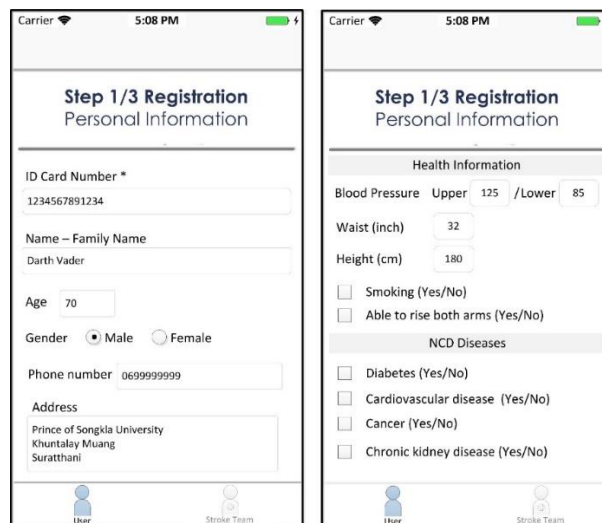 Carrier 5:08 PM
Step 1/3 Registration
Personal Information
ID Card Number *
1234567891234
Name – Family Name
Darth Vader
Age 70
Gender Male Female
Phone number 0699999999
Address
Prince of Songkla University
Khuntalay Muang
Suratthani
User Stroke Team
Carrier 5:08 PM
Step 1/3 Registration
Personal Information
Health Information
Blood Pressure Upper 125 /Lower 85
Waist (inch) 32
Height (cm) 180
Smoking (Yes/No)
Able to rise both arms (Yes/No)
NCD Diseases
Diabetes (Yes/No)
Cardiovascular disease (Yes/No)
Cancer (Yes/No)
Chronic kidney disease (Yes/No)
User Stroke Team